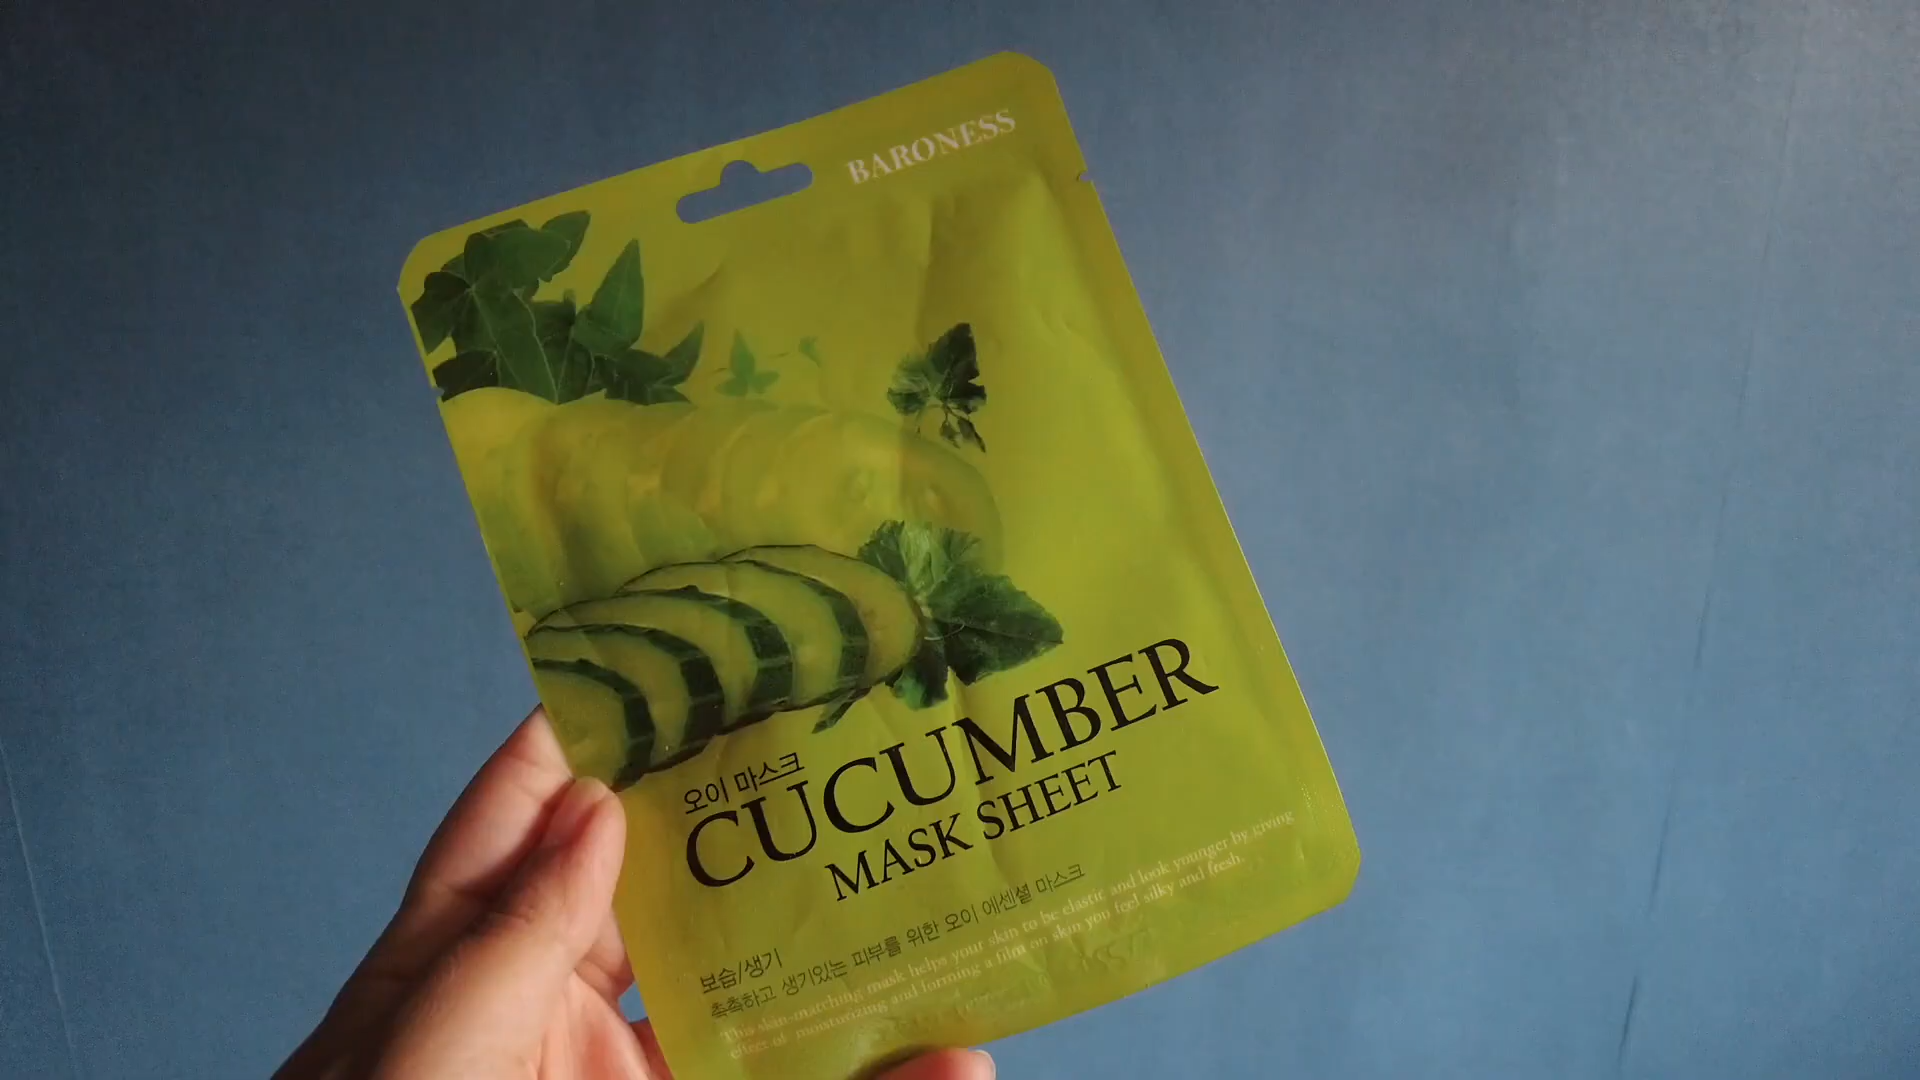 BARONESS
오이 마스크
CUCUMBER
MASK SHEET
보습/생기
촉촉하고 생기있는 피부를 위한 오이 에센셜 마스크
This skin-matching mask helps your skin to be elastic and look younger by giving
effect of moisturizing and forming a film on skin you feel silky and fresh.